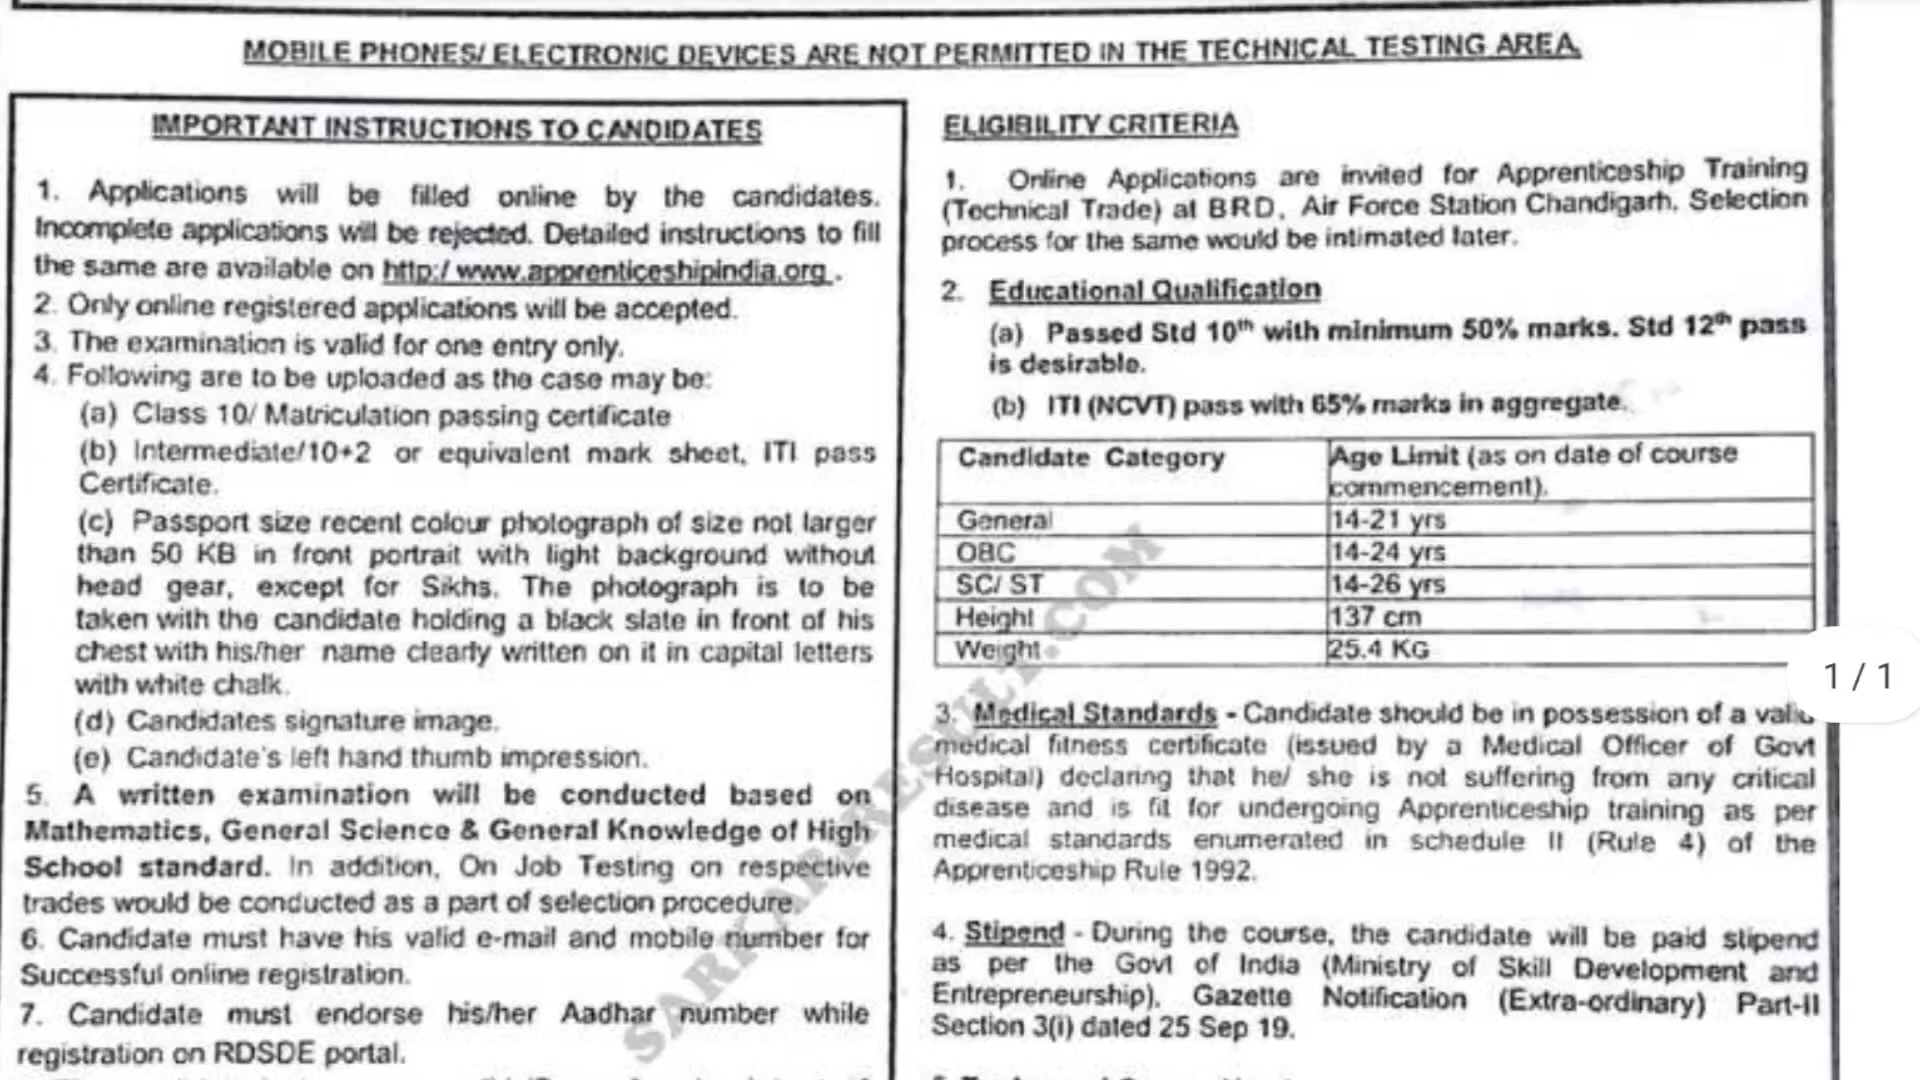 MOBILE PHONES/ ELECTRONIC DEVICES ARE NOT PERMITTED IN THE TECHNICAL TESTING AREA.
IMPORTANT INSTRUCTIONS TO CANDIDATES
1. Applications will be filled online by the candidates.
Incomplete applications will be rejected. Detailed instructions to fill
the same are available on http:/ www.apprenticeshipindia.org .
2. Only online registered applications will be accepted.
3. The examination is valid for one entry only.
4. Following are to be uploaded as the case may be:
(a) Class 10/ Matriculation passing certificate
(b) Intermediate/10+2 or equivalent mark sheet, ITI pass
Certificate.
(c) Passport size recent colour photograph of size not larger
than 50 KB in front portrait with light background without
head gear, except for Sikhs. The photograph is to be
taken with the candidate holding a black slate in front of his
chest with his/her name clearly written on it in capital letters
with white chalk.
(d) Candidates signature image.
(e) Candidate's left hand thumb impression.
5. A written examination will be conducted based on
Mathematics, General Science & General Knowledge of High
School standard. In addition, On Job Testing on respective
trades would be conducted as a part of selection procedure.
6. Candidate must have his valid e-mail and mobile number for
Successful online registration.
7. Candidate must endorse his/her Aadhar number while
registration on RDSDE portal.
ELIGIBILITY CRITERIA
1. Online Applications are invited for Apprenticeship Training
(Technical Trade) at BRD, Air Force Station Chandigarh. Selection
process for the same would be intimated later.
2. Educational Qualification
(a) Passed Std 10th with minimum 50% marks. Std 12th pass
is desirable.
(b) ITI (NCVT) pass with 65% marks in aggregate.
Candidate Category Age Limit (as on date of course
commencement).
General 14-21 yrs
OBC 14-24 yrs
SC/ ST 14-26 yrs
Height 137 cm
Weight 25.4 KG
3. Medical Standards - Candidate should be in possession of a valid
medical fitness certificate (issued by a Medical Officer of Govt
Hospital) declaring that he/ she is not suffering from any critical
disease and is fit for undergoing Apprenticeship training as per
medical standards enumerated in schedule II (Rule 4) of the
Apprenticeship Rule 1992.
4. Stipend - During the course, the candidate will be paid stipend
as per the Govt of India (Ministry of Skill Development and
Entrepreneurship), Gazette Notification (Extra-ordinary) Part-II
Section 3(i) dated 25 Sep 19.
1 / 1
SARKARIRESULT.COM